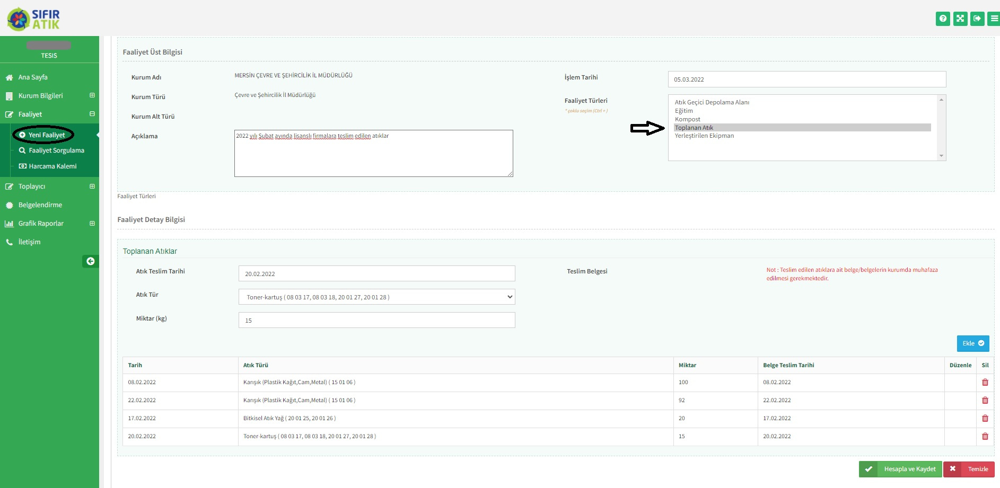 SIFIR
ATIK
TESIS
Ana Sayfa
Kurum Bilgileri
Faaliyet
Yeni Faaliyet
Faaliyet Sorgulama
Harcama Kalemi
Toplayıcı
Belgelendirme
Grafik Raporlar
İletişim
Faaliyet Üst Bilgisi
Kurum Adı MERSİN ÇEVRE VE ŞEHİRCİLİK İL MÜDÜRLÜĞÜ
Kurum Türü Çevre ve Şehircilik İl Müdürlüğü
Kurum Alt Türü
Açıklama 2022 yılı Şubat ayında lisanslı firmalara teslim edilen atıklar
İşlem Tarihi 05.03.2022
Faaliyet Türleri
* çoklu seçim (Ctrl + )
Atık Geçici Depolama Alanı
Eğitim
Kompost
Toplanan Atık
Yerleştirilen Ekipman
Faaliyet Türleri
Faaliyet Detay Bilgisi
Toplanan Atıklar
Atık Teslim Tarihi 20.02.2022
Atık Tür Toner-kartuş ( 08 03 17, 08 03 18, 20 01 27, 20 01 28 )
Miktar (kg) 15
Teslim Belgesi
Not : Teslim edilen atıklara ait belge/belgelerin kurumda muhafaza
edilmesi gerekmektedir.
Ekle
Tarih Atık Türü Miktar Belge Teslim Tarihi Düzenle Sil
08.02.2022 Karışık (Plastik Kağıt,Cam,Metal) ( 15 01 06 ) 100 08.02.2022
22.02.2022 Karışık (Plastik Kağıt,Cam,Metal) ( 15 01 06 ) 92 22.02.2022
17.02.2022 Bitkisel Atık Yağ ( 20 01 25, 20 01 26 ) 20 17.02.2022
20.02.2022 Toner-kartuş ( 08 03 17, 08 03 18, 20 01 27, 20 01 28 ) 15 20.02.2022
Hesapla ve Kaydet Temizle